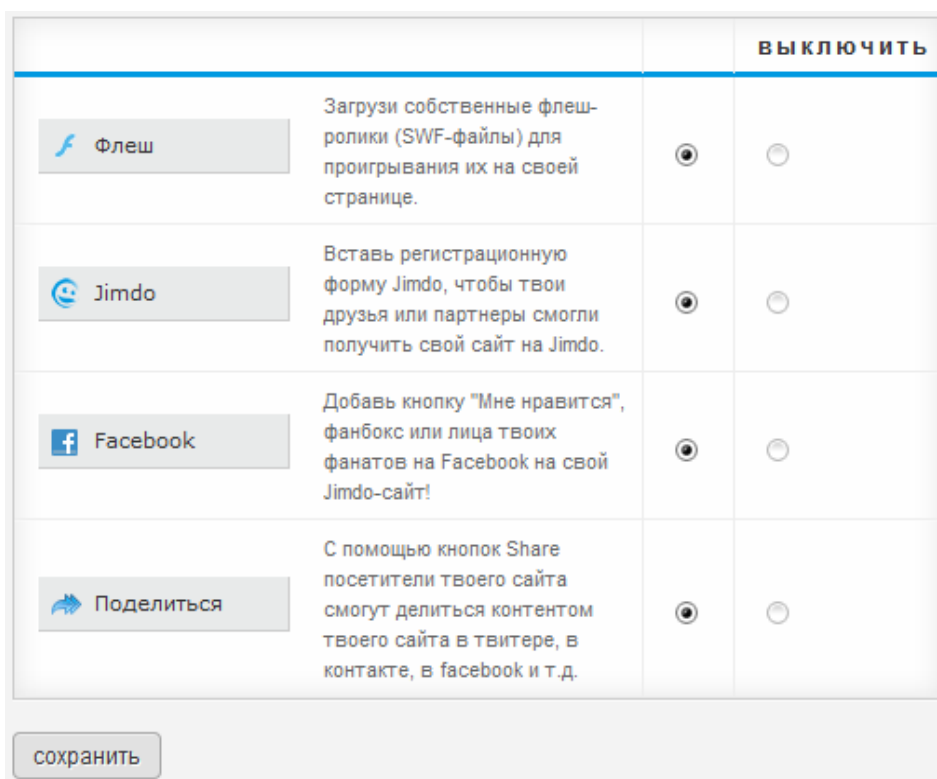 выключить
Флеш
Загрузи собственные флеш-
ролики (SWF-файлы) для
проигрывания их на своей
странице.
Jimdo
Вставь регистрационную
форму Jimdo, чтобы твои
друзья или партнеры смогли
получить свой сайт на Jimdo.
Facebook
Добавь кнопку "Мне нравится",
фанбокс или лица твоих
фанатов на Facebook на свой
Jimdo-сайт!
Поделиться
С помощью кнопок Share
посетители твоего сайта
смогут делиться контентом
твоего сайта в твитере, в
контакте, в facebook и т.д.
сохранить